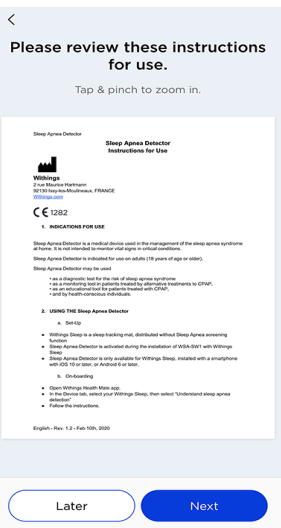 Please review these instructions
for use.
Tap & pinch to zoom in.
Sleep Apnea Detector
Sleep Apnea Detector
Instructions for Use
Withings
2 rue Maurice Hartmann
92130 Issy-les-Moulineaux, FRANCE
Withings.com
CE 1282
1. INDICATIONS FOR USE
Sleep Apnea Detector is a medical device used in the management of the sleep apnea syndrome
at home. It is not intended to monitor vital signs in critical conditions.
Sleep Apnea Detector is indicated for use on adults (18 years of age or older).
Sleep Apnea Detector may be used
• as a diagnostic test for the risk of sleep apnea syndrome
• as a monitoring tool in patients treated by alternative treatments to CPAP,
• as an educational tool for patients treated with CPAP,
• and by health-conscious individuals.
2. USING THE Sleep Apnea Detector
a. Set-Up
• Withings Sleep is a sleep tracking mat, distributed without Sleep Apnea screening
function
• Sleep Apnea Detector is activated during the installation of WSA-SW1 with Withings
Sleep
• Sleep Apnea Detector is only available for Withings Sleep, installed with a smartphone
with iOS 10 or later, or Android 6 or later.
b. On-boarding
• Open Withings Health Mate app.
• In the Device tab, select your Withings Sleep, then select "Understand sleep apnea
detection"
• Follow the instructions.
English - Rev. 1.2 - Feb 10th, 2020
Later
Next